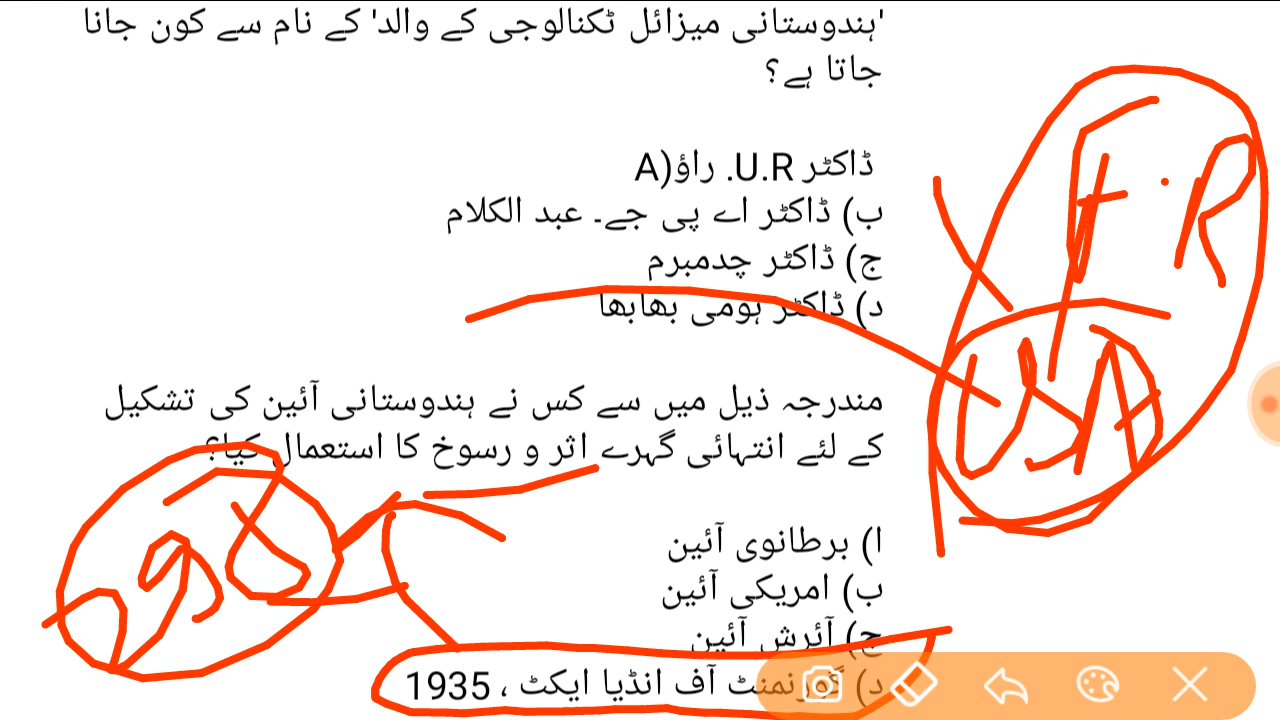 'ہندوستانی میزائل ٹکنالوجی کے والد' کے نام سے کون جانا
جاتا ہے؟
ڈاکٹر U.R. راؤ(A
ب) ڈاکٹر اے پی جے۔ عبد الکلام
ج) ڈاکٹر چدمبرم
د) ڈاکٹر ہومی بھابھا
مندرجہ ذیل میں سے کس نے ہندوستانی آئین کی تشکیل
کے لئے انتہائی گہرے اثر و رسوخ کا استعمال کیا؟
ا) برطانوی آئین
ب) امریکی آئین
ج) آئرش آئین
د) گورنمنٹ آف انڈیا ایکٹ ، 1935
F.R
USA